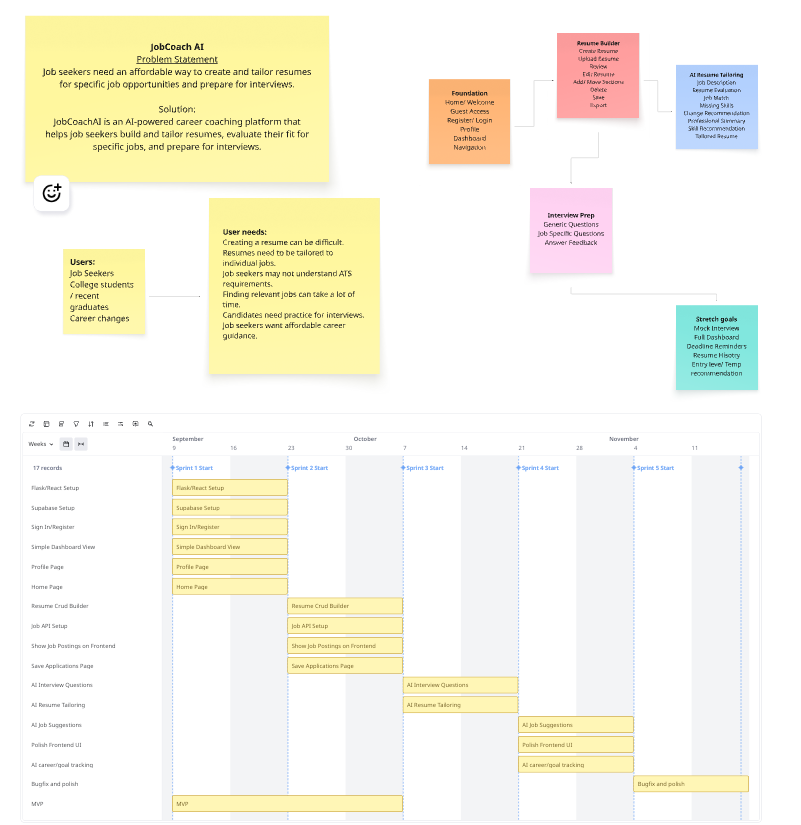 JobCoach AI
Problem Statement
Job seekers need an affordable way to create and tailor resumes
for specific job opportunities and prepare for interviews.
Solution:
JobCoachAI is an AI-powered career coaching platform that
helps job seekers build and tailor resumes, evaluate their fit for
specific jobs, and prepare for interviews.
Users:
Job Seekers
College students
/ recent
graduates
Career changes
User needs:
Creating a resume can be difficult.
Resumes need to be tailored to
individual jobs.
Job seekers may not understand ATS
requirements.
Finding relevant jobs can take a lot of
time.
Candidates need practice for interviews.
Job seekers want affordable career
guidance.
Foundation
Home/ Welcome
Guest Access
Register/ Login
Profile
Dashboard
Navigation
Resume Builder
Create Resume
Upload Resume
Review
Edit Resume
Add/ Move Sections
Delete
Save
Export
AI Resume Tailoring
Job Description
Resume Evaluation
Job Match
Missing Skills
Change Recommendation
Professional Summary
Skill Recommendation
Tailored Resume
Interview Prep
Generic Questions
Job Specific Questions
Answer Feedback
Stretch goals
Mock Interview
Full Dashboard
Deadline Reminders
Resume Hisotry
Entry level/ Temp
recommendation
Weeks
September
October
November
9
16
23
30
7
14
21
28
4
11
17 records
Sprint 1 Start
Sprint 2 Start
Sprint 3 Start
Sprint 4 Start
Sprint 5 Start
Flask/React Setup
Flask/React Setup
Supabase Setup
Supabase Setup
Sign In/Register
Sign In/Register
Simple Dashboard View
Simple Dashboard View
Profile Page
Profile Page
Home Page
Home Page
Resume Crud Builder
Resume Crud Builder
Job API Setup
Job API Setup
Show Job Postings on Frontend
Show Job Postings on Frontend
Save Applications Page
Save Applications Page
AI Interview Questions
AI Interview Questions
AI Resume Tailoring
AI Resume Tailoring
AI Job Suggestions
AI Job Suggestions
Polish Frontend UI
Polish Frontend UI
AI career/goal tracking
AI career/goal tracking
Bugfix and polish
Bugfix and polish
MVP
MVP